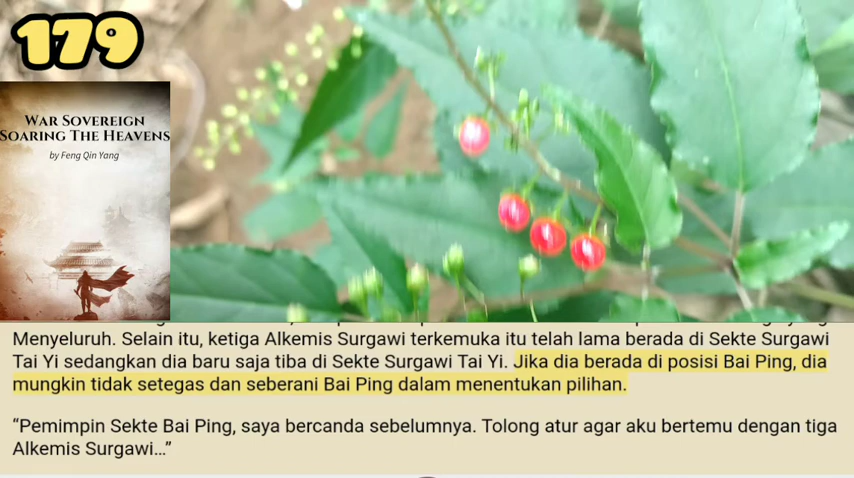 179
WAR SOVEREIGN
SOARING THE HEAVENS
by Feng Qin Yang
Menyeluruh. Selain itu, ketiga Alkemis Surgawi terkemuka itu telah lama berada di Sekte Surgawi
Tai Yi sedangkan dia baru saja tiba di Sekte Surgawi Tai Yi. Jika dia berada di posisi Bai Ping, dia
mungkin tidak setegas dan seberani Bai Ping dalam menentukan pilihan.
“Pemimpin Sekte Bai Ping, saya bercanda sebelumnya. Tolong atur agar aku bertemu dengan tiga
Alkemis Surgawi…”